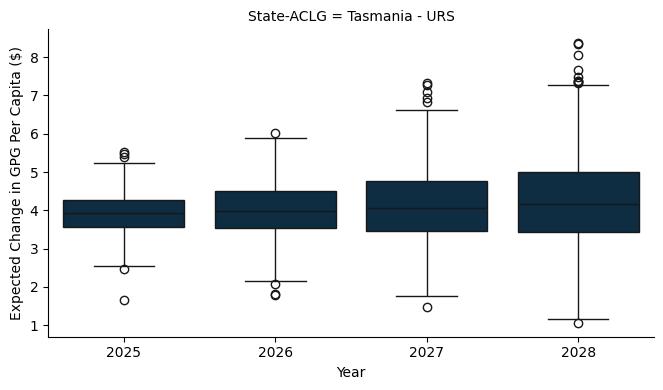 State-ACLG = Tasmania - URS
Expected Change in GPG Per Capita ($)
8
7
6
5
4
3
2
1
2025 2026 2027 2028
Year